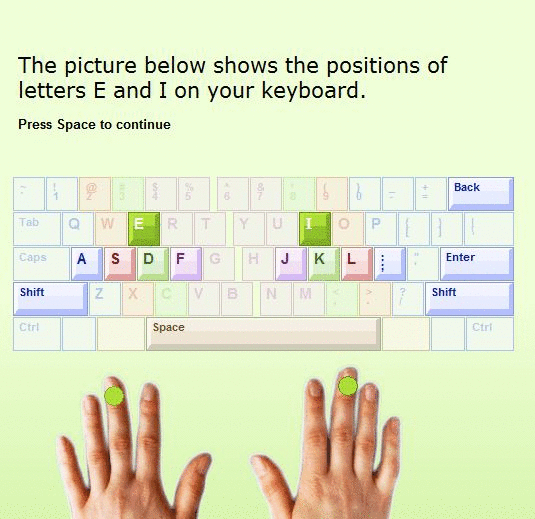 The picture below shows the positions of
letters E and I on your keyboard.
Press Space to continue
~ ` ! 1 @ 2 # 3 $ 4 % 5 ^ 6 & 7 * 8 ( 9 ) 0 _ - + = Back
Tab Q W E R T Y U I O P { [ } ] |
Caps A S D F G H J K L : ; " ' Enter
Shift Z X C V B N M < , > . ? / Shift
Ctrl Space Ctrl